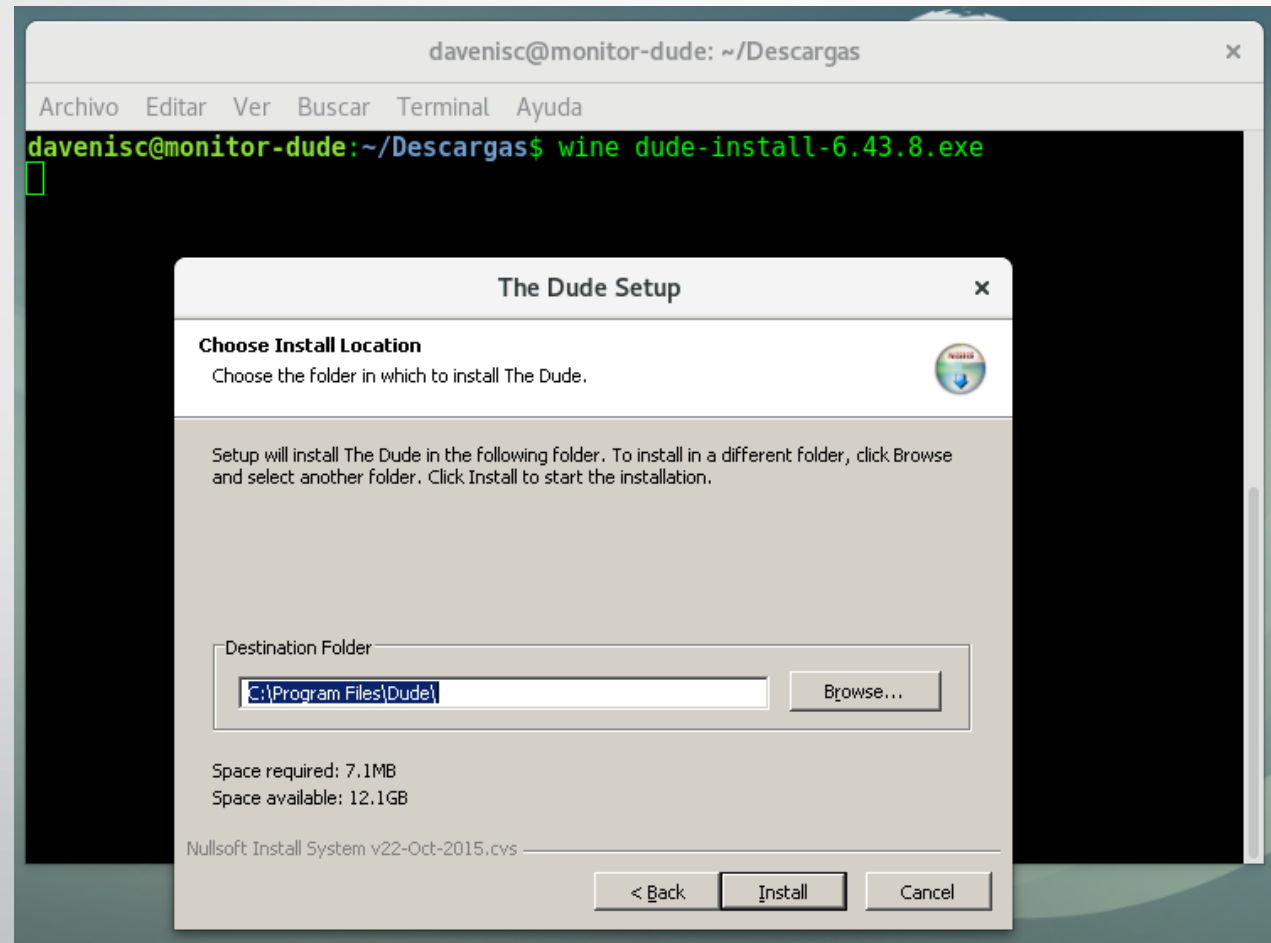 davenisc@monitor-dude: ~/Descargas
Archivo Editar Ver Buscar Terminal Ayuda
davenisc@monitor-dude:~/Descargas$ wine dude-install-6.43.8.exe
The Dude Setup
Choose Install Location
Choose the folder in which to install The Dude.
Setup will install The Dude in the following folder. To install in a different folder, click Browse
and select another folder. Click Install to start the installation.
Destination Folder
C:\Program Files\Dude\
Browse...
Space required: 7.1MB
Space available: 12.1GB
Nullsoft Install System v22-Oct-2015.cvs
< Back Install Cancel